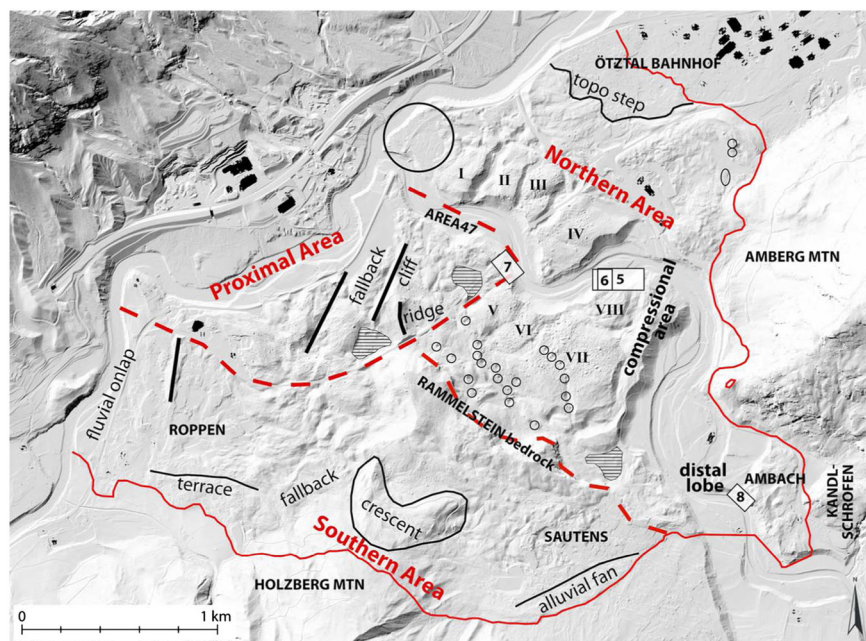 ÖTZTAL BAHNHOF
topo step
Northern Area
I
II
III
AREA47
IV
AMBERG MTN
Proximal Area
fallback
cliff
7
6
5
ridge
V
VI
VIII
compressional
area
VII
fluvial onlap
ROPPEN
RAMMELSTEIN bedrock
terrace
fallback
crescent
distal
lobe
8
AMBACH
KANDL-
SCHROFEN
Southern Area
SAUTENS
HOLZBERG MTN
alluvial fan
0
1 km
N